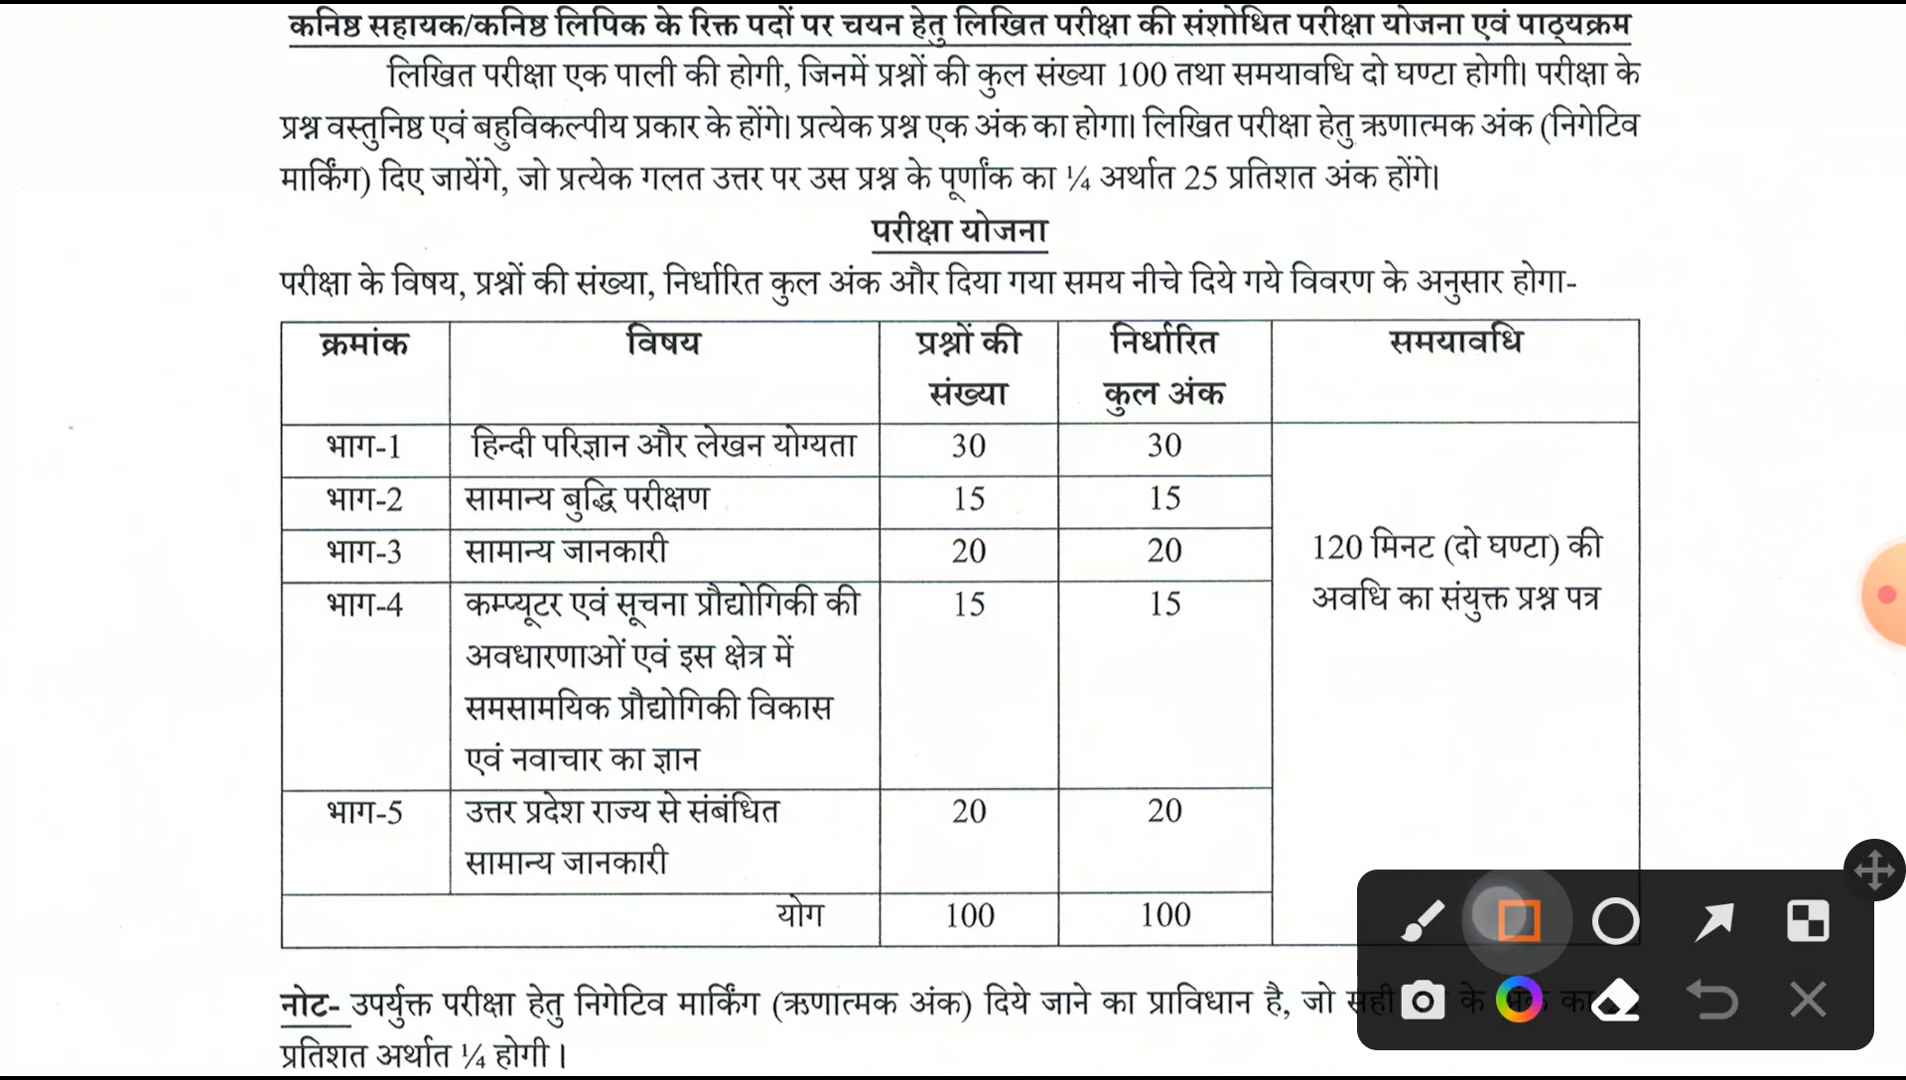 कनिष्ठ सहायक/कनिष्ठ लिपिक के रिक्त पदों पर चयन हेतु लिखित परीक्षा की संशोधित परीक्षा योजना एवं पाठ्यक्रम
लिखित परीक्षा एक पाली की होगी, जिनमें प्रश्नों की कुल संख्या 100 तथा समयावधि दो घण्टा होगी। परीक्षा के
प्रश्न वस्तुनिष्ठ एवं बहुविकल्पीय प्रकार के होंगे। प्रत्येक प्रश्न एक अंक का होगा। लिखित परीक्षा हेतु ऋणात्मक अंक (निगेटिव
मार्किंग) दिए जायेंगे, जो प्रत्येक गलत उत्तर पर उस प्रश्न के पूर्णांक का ¼ अर्थात 25 प्रतिशत अंक होंगे।
परीक्षा योजना
परीक्षा के विषय, प्रश्नों की संख्या, निर्धारित कुल अंक और दिया गया समय नीचे दिये गये विवरण के अनुसार होगा-
क्रमांक विषय प्रश्नों की संख्या निर्धारित कुल अंक समयावधि
भाग-1 हिन्दी परिज्ञान और लेखन योग्यता 30 30
भाग-2 सामान्य बुद्धि परीक्षण 15 15
भाग-3 सामान्य जानकारी 20 20
120 मिनट (दो घण्टा) की
अवधि का संयुक्त प्रश्न पत्र
भाग-4 कम्प्यूटर एवं सूचना प्रौद्योगिकी की 15 15
अवधारणाओं एवं इस क्षेत्र में
समसामयिक प्रौद्योगिकी विकास
एवं नवाचार का ज्ञान
भाग-5 उत्तर प्रदेश राज्य से संबंधित 20 20
सामान्य जानकारी
योग 100 100
नोट- उपर्युक्त परीक्षा हेतु निगेटिव मार्किंग (ऋणात्मक अंक) दिये जाने का प्राविधान है, जो सही के अंक का
प्रतिशत अर्थात ¼ होगी।